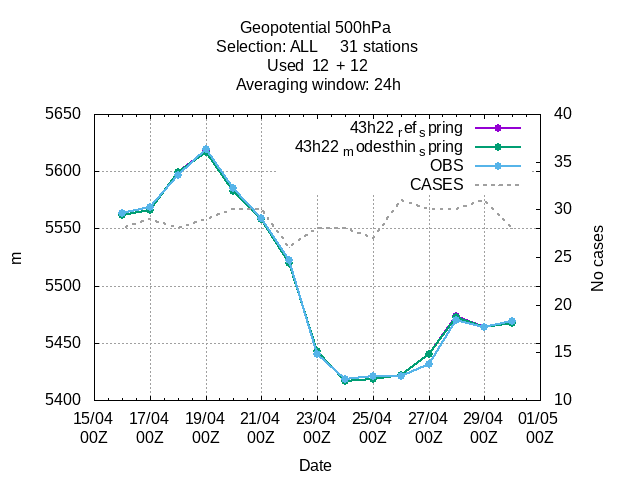 Geopotential 500hPa
Selection: ALL 31 stations
Used 12 + 12
Averaging window: 24h
5650
5600
5550
5500
5450
5400
m
40
35
30
25
20
15
10
No cases
43h22 ref spring
43h22 modesthin spring
OBS
CASES
15/04 17/04 19/04 21/04 23/04 25/04 27/04 29/04 01/05
00Z 00Z 00Z 00Z 00Z 00Z 00Z 00Z 00Z
Date